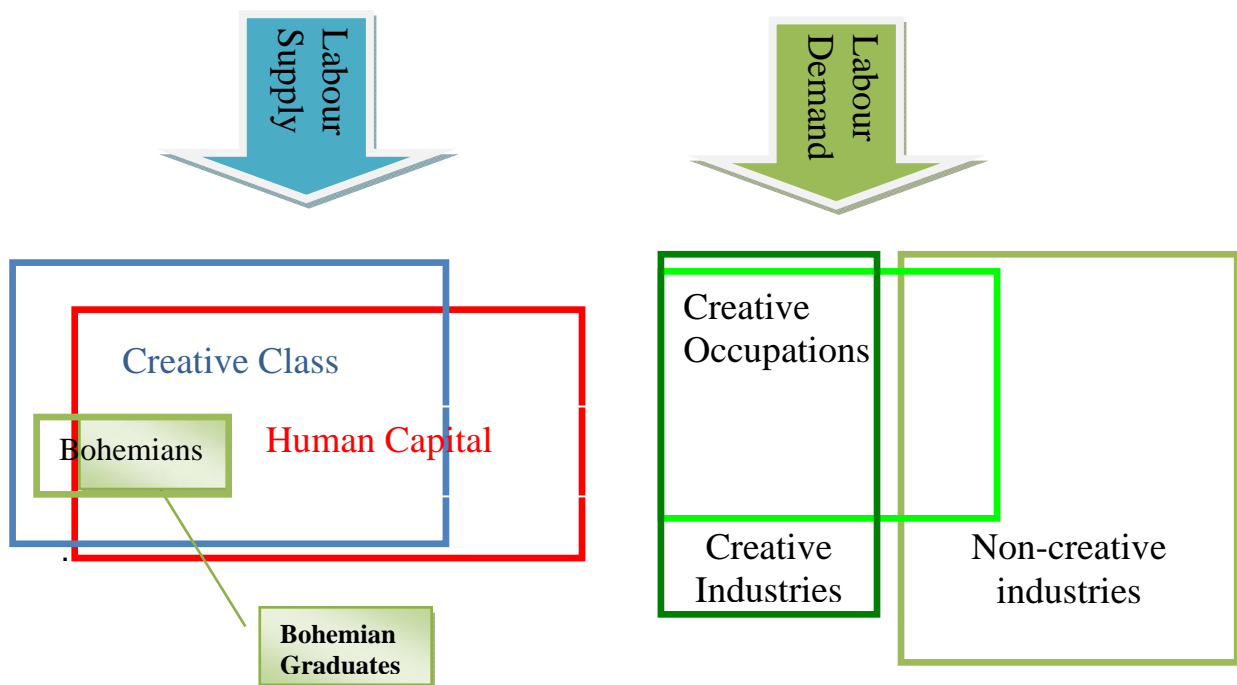 Labour
Supply
Labour
Demand
Creative Class
Human Capital
Bohemians
.
Bohemian
Graduates
Creative
Occupations
Creative
Industries
Non-creative
industries